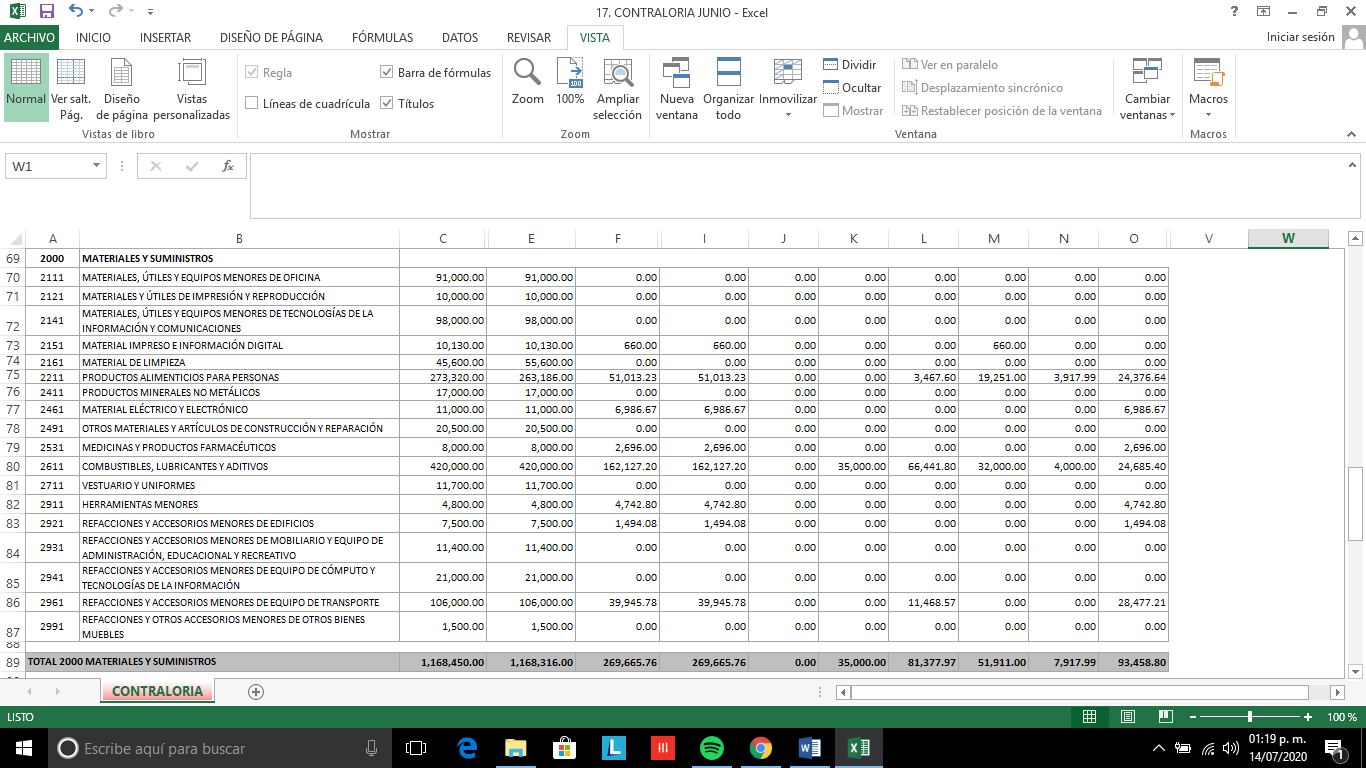 17. CONTRALORIA JUNIO - Excel
ARCHIVO INICIO INSERTAR DISEÑO DE PÁGINA FÓRMULAS DATOS REVISAR VISTA Iniciar sesión
Normal Ver salt. Pág. Diseño de página Vistas personalizadas
Vistas de libro
Regla Barra de fórmulas
Líneas de cuadrícula Títulos
Mostrar
Zoom 100% Ampliar selección
100
Zoom
Nueva ventana Organizar todo Inmovilizar
Dividir Ver en paralelo
Ocultar Desplazamiento sincrónico
Mostrar Restablecer posición de la ventana
Cambiar ventanas
Ventana
Macros
Macros
W1 fx
A B C E F I J K L M N O V W
69 2000 MATERIALES Y SUMINISTROS
70 2111 MATERIALES, ÚTILES Y EQUIPOS MENORES DE OFICINA 91,000.00 91,000.00 0.00 0.00 0.00 0.00 0.00 0.00 0.00 0.00
71 2121 MATERIALES Y ÚTILES DE IMPRESIÓN Y REPRODUCCIÓN 10,000.00 10,000.00 0.00 0.00 0.00 0.00 0.00 0.00 0.00 0.00
72 2141 MATERIALES, ÚTILES Y EQUIPOS MENORES DE TECNOLOGÍAS DE LA
INFORMACIÓN Y COMUNICACIONES 98,000.00 98,000.00 0.00 0.00 0.00 0.00 0.00 0.00 0.00 0.00
73 2151 MATERIAL IMPRESO E INFORMACIÓN DIGITAL 10,130.00 10,130.00 660.00 660.00 0.00 0.00 0.00 660.00 0.00 0.00
74 2161 MATERIAL DE LIMPIEZA 45,600.00 55,600.00 0.00 0.00 0.00 0.00 0.00 0.00 0.00 0.00
75 2211 PRODUCTOS ALIMENTICIOS PARA PERSONAS 273,320.00 263,186.00 51,013.23 51,013.23 0.00 0.00 3,467.60 19,251.00 3,917.99 24,376.64
76 2411 PRODUCTOS MINERALES NO METÁLICOS 17,000.00 17,000.00 0.00 0.00 0.00 0.00 0.00 0.00 0.00 0.00
77 2461 MATERIAL ELÉCTRICO Y ELECTRÓNICO 11,000.00 11,000.00 6,986.67 6,986.67 0.00 0.00 0.00 0.00 0.00 6,986.67
78 2491 OTROS MATERIALES Y ARTÍCULOS DE CONSTRUCCIÓN Y REPARACIÓN 20,500.00 20,500.00 0.00 0.00 0.00 0.00 0.00 0.00 0.00 0.00
79 2531 MEDICINAS Y PRODUCTOS FARMACÉUTICOS 8,000.00 8,000.00 2,696.00 2,696.00 0.00 0.00 0.00 0.00 0.00 2,696.00
80 2611 COMBUSTIBLES, LUBRICANTES Y ADITIVOS 420,000.00 420,000.00 162,127.20 162,127.20 0.00 35,000.00 66,441.80 32,000.00 4,000.00 24,685.40
81 2711 VESTUARIO Y UNIFORMES 11,700.00 11,700.00 0.00 0.00 0.00 0.00 0.00 0.00 0.00 0.00
82 2911 HERRAMIENTAS MENORES 4,800.00 4,800.00 4,742.80 4,742.80 0.00 0.00 0.00 0.00 0.00 4,742.80
83 2921 REFACCIONES Y ACCESORIOS MENORES DE EDIFICIOS 7,500.00 7,500.00 1,494.08 1,494.08 0.00 0.00 0.00 0.00 0.00 1,494.08
84 2931 REFACCIONES Y ACCESORIOS MENORES DE MOBILIARIO Y EQUIPO DE
ADMINISTRACIÓN, EDUCACIONAL Y RECREATIVO 11,400.00 11,400.00 0.00 0.00 0.00 0.00 0.00 0.00 0.00 0.00
85 2941 REFACCIONES Y ACCESORIOS MENORES DE EQUIPO DE CÓMPUTO Y
TECNOLOGÍAS DE LA INFORMACIÓN 21,000.00 21,000.00 0.00 0.00 0.00 0.00 0.00 0.00 0.00 0.00
86 2961 REFACCIONES Y ACCESORIOS MENORES DE EQUIPO DE TRANSPORTE 106,000.00 106,000.00 39,945.78 39,945.78 0.00 0.00 11,468.57 0.00 0.00 28,477.21
87 2991 REFACCIONES Y OTROS ACCESORIOS MENORES DE OTROS BIENES
MUEBLES 1,500.00 1,500.00 0.00 0.00 0.00 0.00 0.00 0.00 0.00 0.00
88
89 TOTAL 2000 MATERIALES Y SUMINISTROS 1,168,450.00 1,168,316.00 269,665.76 269,665.76 0.00 35,000.00 81,377.97 51,911.00 7,917.99 93,458.80
CONTRALORIA
LISTO 100 %
Escribe aquí para buscar
01:19 p. m.
14/07/2020
1